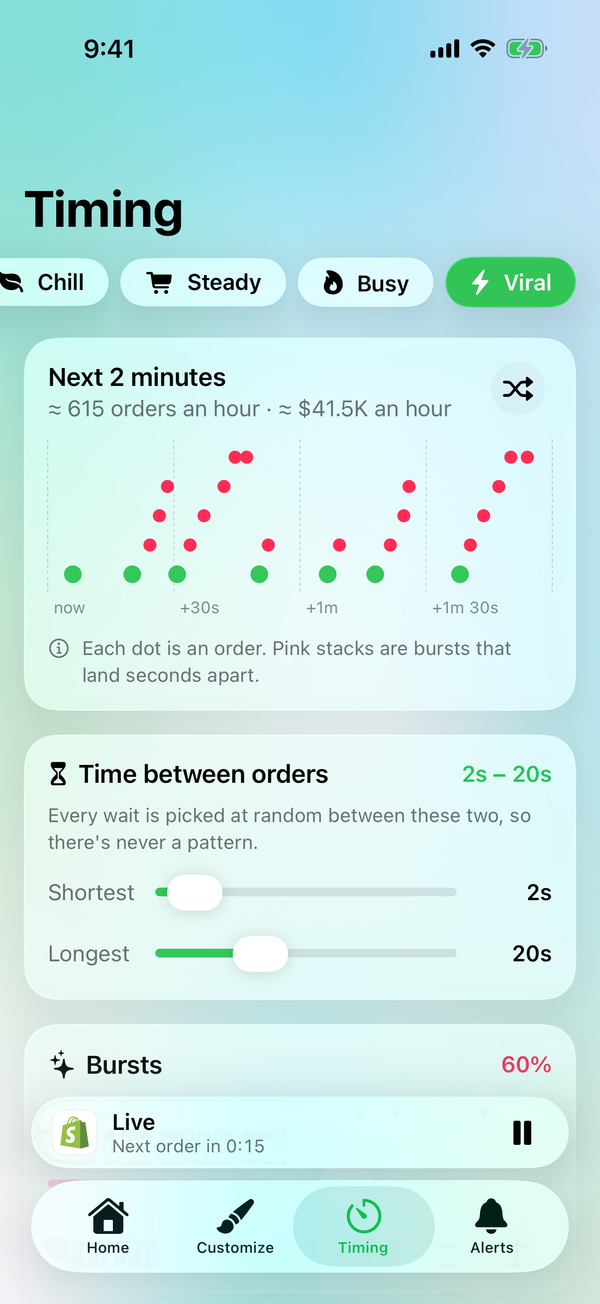 9:41
Timing
Chill
Steady
Busy
Viral
Next 2 minutes
≈ 615 orders an hour · ≈ $41.5K an hour
now
+30s
+1m
+1m 30s
Each dot is an order. Pink stacks are bursts that
land seconds apart.
Time between orders
2s – 20s
Every wait is picked at random between these two, so
there's never a pattern.
Shortest
2s
Longest
20s
Bursts
60%
Live
Next order in 0:15
Home
Customize
Timing
Alerts